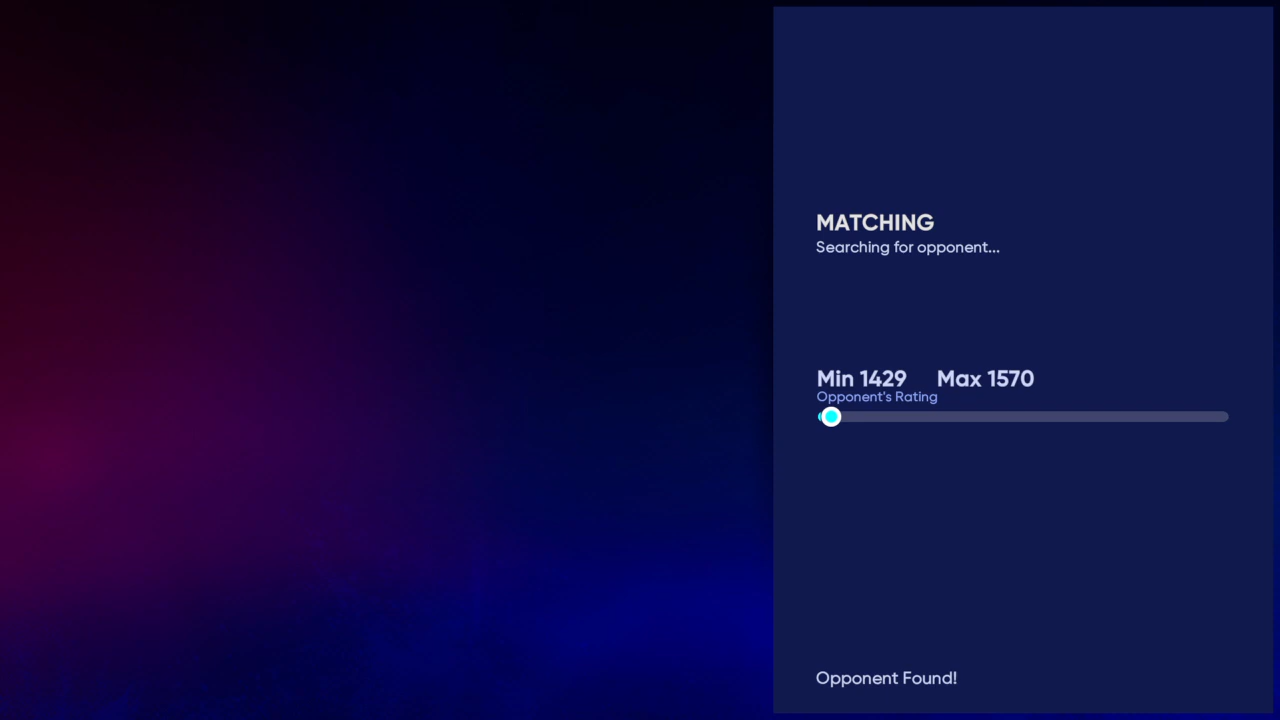 MATCHING
Searching for opponent...
Min 1429 Max 1570
Opponent's Rating
Opponent Found!